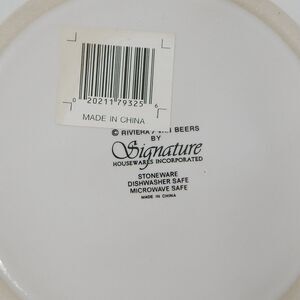 0 20211 79325 6
MADE IN CHINA
© RIVIERA BEERS
BY
Signature
HOUSEWARES INCORPORATED
STONEWARE
DISHWASHER SAFE
MICROWAVE SAFE
MADE IN CHINA